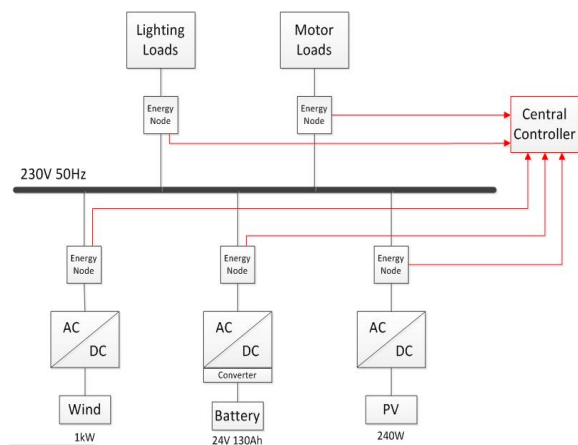 Lighting
Loads
Motor
Loads
Energy
Node
Energy
Node
Central
Controller
230V 50Hz
Energy
Node
Energy
Node
Energy
Node
AC
DC
AC
DC
Converter
AC
DC
Wind
Battery
PV
1kW
24V 130Ah
240W